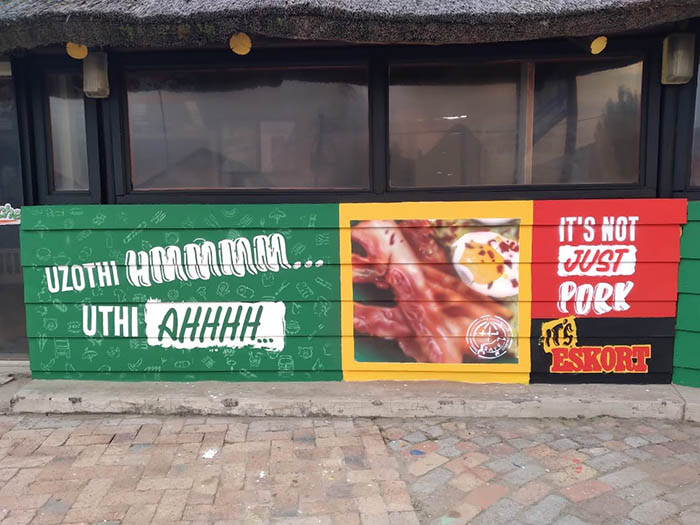 UZOTHI HMMMMM...
UTHI AHHHH...
IT'S NOT
JUST
PORK
IT'S
ESKORT